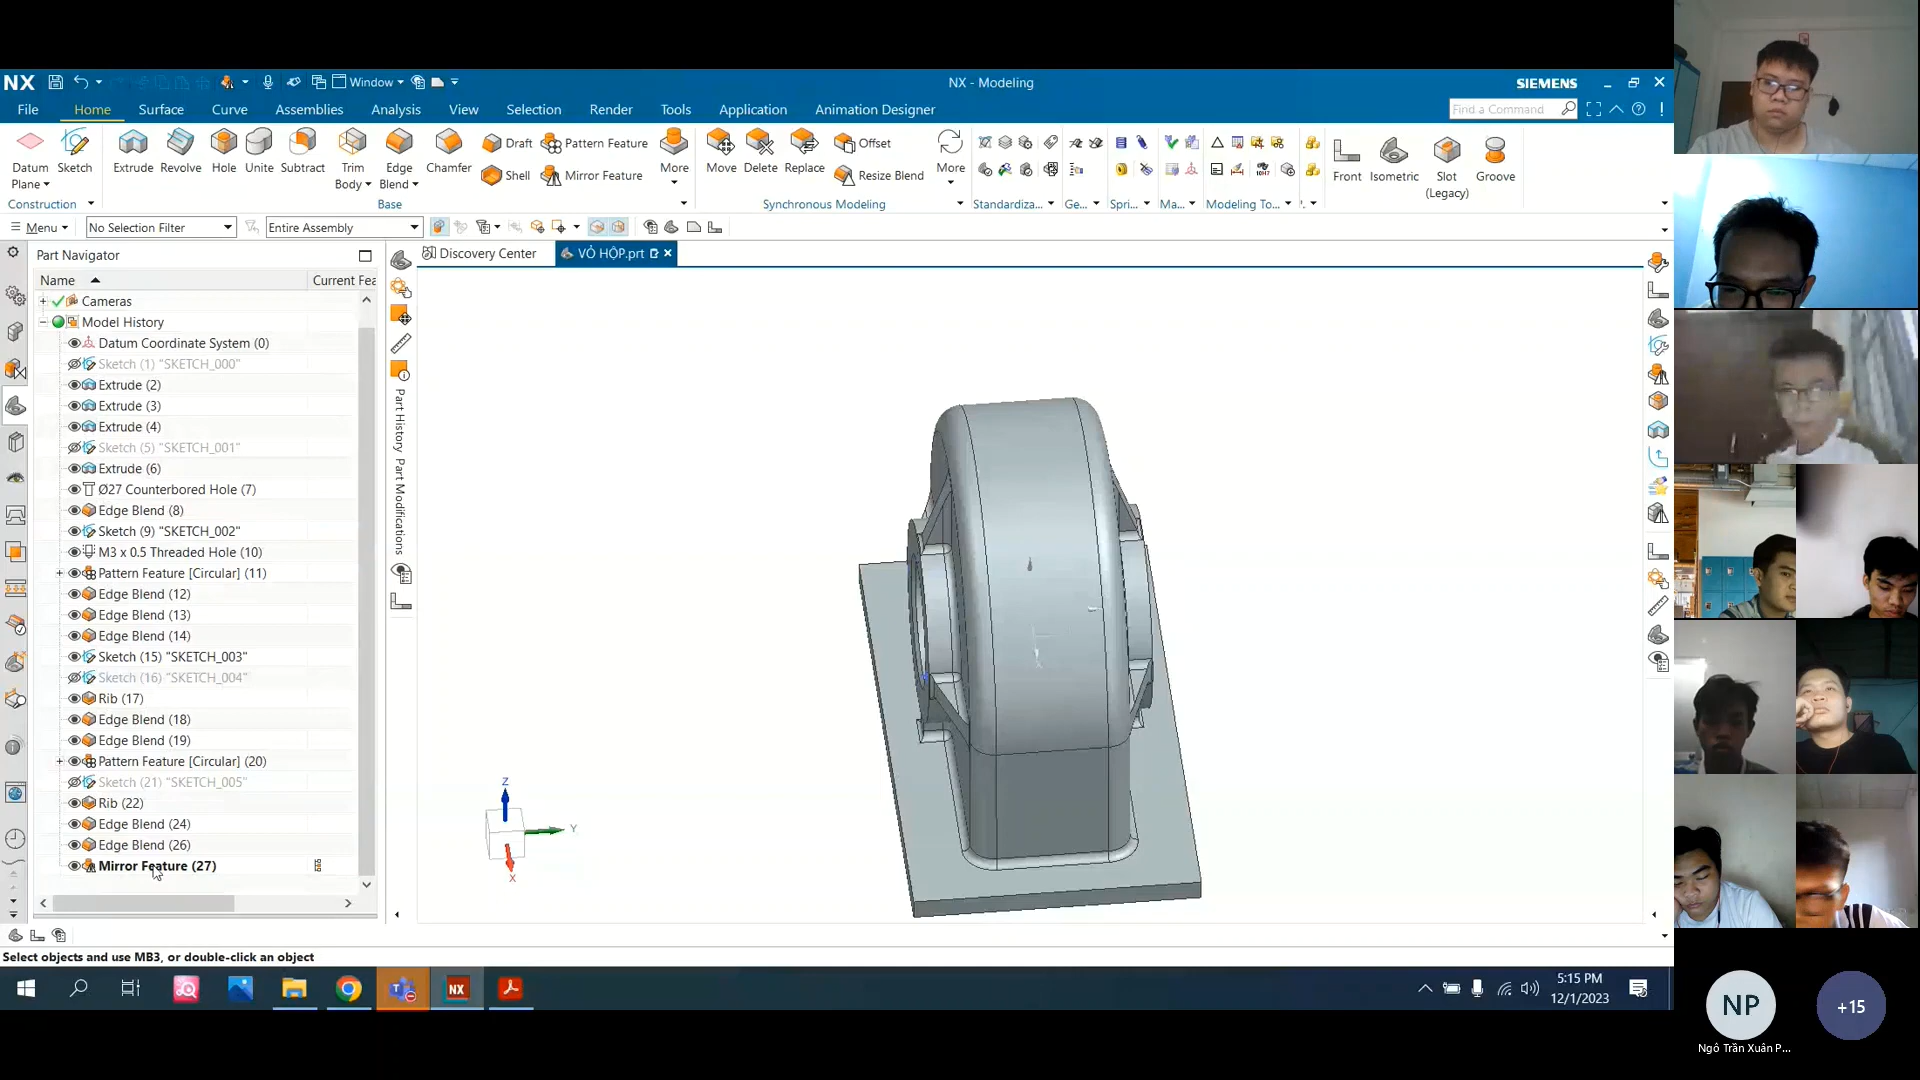 NX
Window
NX - Modeling
SIEMENS
File
Home
Surface
Curve
Assemblies
Analysis
View
Selection
Render
Tools
Application
Animation Designer
Find a Command
Datum Plane
Sketch
Extrude
Revolve
Hole
Unite
Subtract
Trim Body
Edge Blend
Chamfer
Draft
Shell
Pattern Feature
Mirror Feature
More
Move
Delete
Replace
Offset
Resize Blend
More
Front
Isometric
Slot (Legacy)
Groove
Construction
Base
Synchronous Modeling
Standardiza...
Ge...
Spri...
Ma...
Modeling To...
Menu
No Selection Filter
Entire Assembly
Part Navigator
Discovery Center
VỎ HỘP.prt
Name
Current Fea
Cameras
Model History
Datum Coordinate System (0)
Sketch (1) "SKETCH_000"
Extrude (2)
Extrude (3)
Extrude (4)
Sketch (5) "SKETCH_001"
Extrude (6)
Ø27 Counterbored Hole (7)
Edge Blend (8)
Sketch (9) "SKETCH_002"
M3 x 0.5 Threaded Hole (10)
Pattern Feature [Circular] (11)
Edge Blend (12)
Edge Blend (13)
Edge Blend (14)
Sketch (15) "SKETCH_003"
Sketch (16) "SKETCH_004"
Rib (17)
Edge Blend (18)
Edge Blend (19)
Pattern Feature [Circular] (20)
Sketch (21) "SKETCH_005"
Rib (22)
Edge Blend (24)
Edge Blend (26)
Mirror Feature (27)
Part History
Part Modifications
Z
Y
X
Select objects and use MB3, or double-click an object
NX
5:15 PM
12/1/2023
NP
+15
Ngô Trần Xuân P...